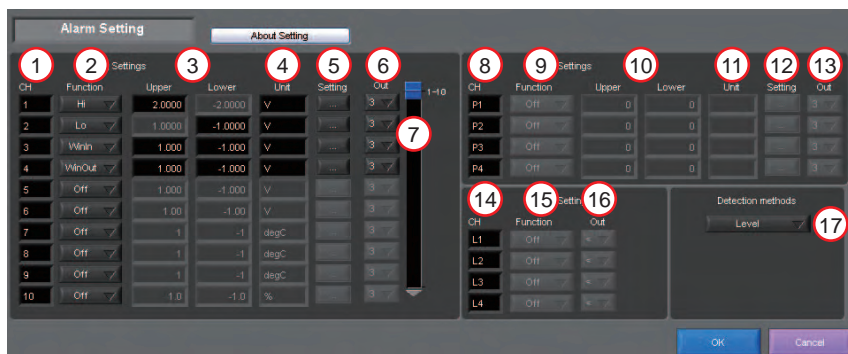 Alarm Setting
About Setting
1 2 Settings 3 4 5 6
CH Function Upper Lower Unit Setting Out
1 Hi 2.0000 -2.0000 V ... 3
2 Lo 1.0000 -1.0000 V ... 3
3 WinIn 1.000 -1.000 V ... 3
4 WinOut 1.000 -1.000 V ... 3
5 Off 1.000 -1.000 V ... 3
6 Off 1.00 -1.00 V ... 3
7 Off 1 -1 degC ... 3
8 Off 1 -1 degC ... 3
9 Off 1 -1 degC ... 3
10 Off 1.0 -1.0 % ... 3
1-10
7
8 9 Settings 10 11 12 13
CH Function Upper Lower Unit Setting Out
P1 Off 0 0 ... 3
P2 Off 0 0 ... 3
P3 Off 0 0 ... 3
P4 Off 0 0 ... 3
14 15 Settin 16
CH Function Out
L1 Off
L2 Off
L3 Off
L4 Off
Detection methods
Level 17
OK Cancel